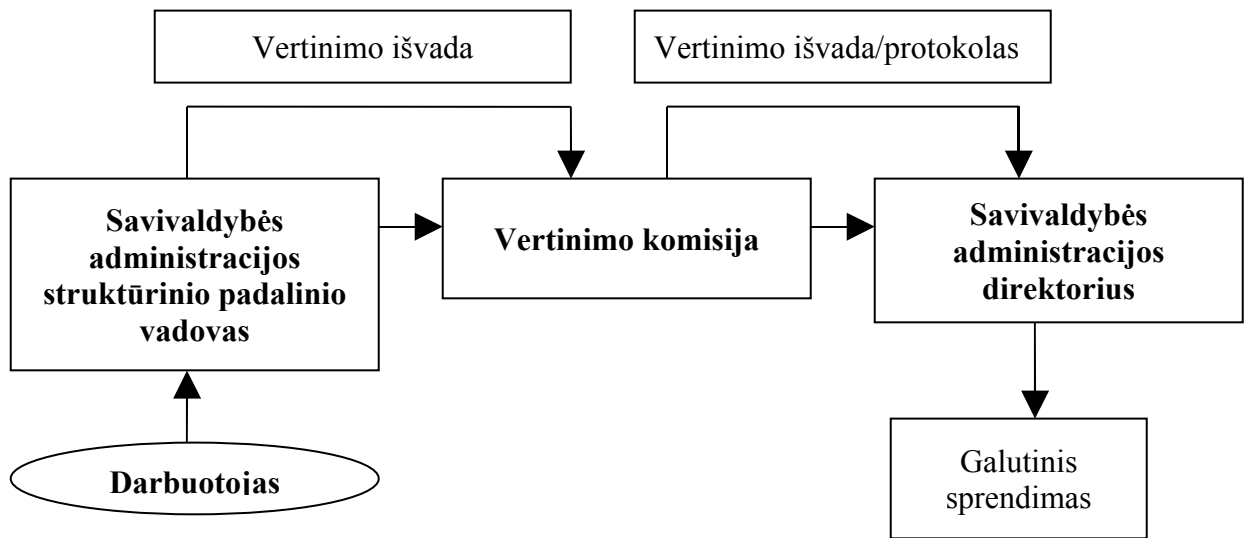 Vertinimo išvada
Vertinimo išvada/protokolas
Savivaldybės
administracijos
struktūrinio padalinio
vadovas
Vertinimo komisija
Savivaldybės
administracijos
direktorius
Darbuotojas
Galutinis
sprendimas